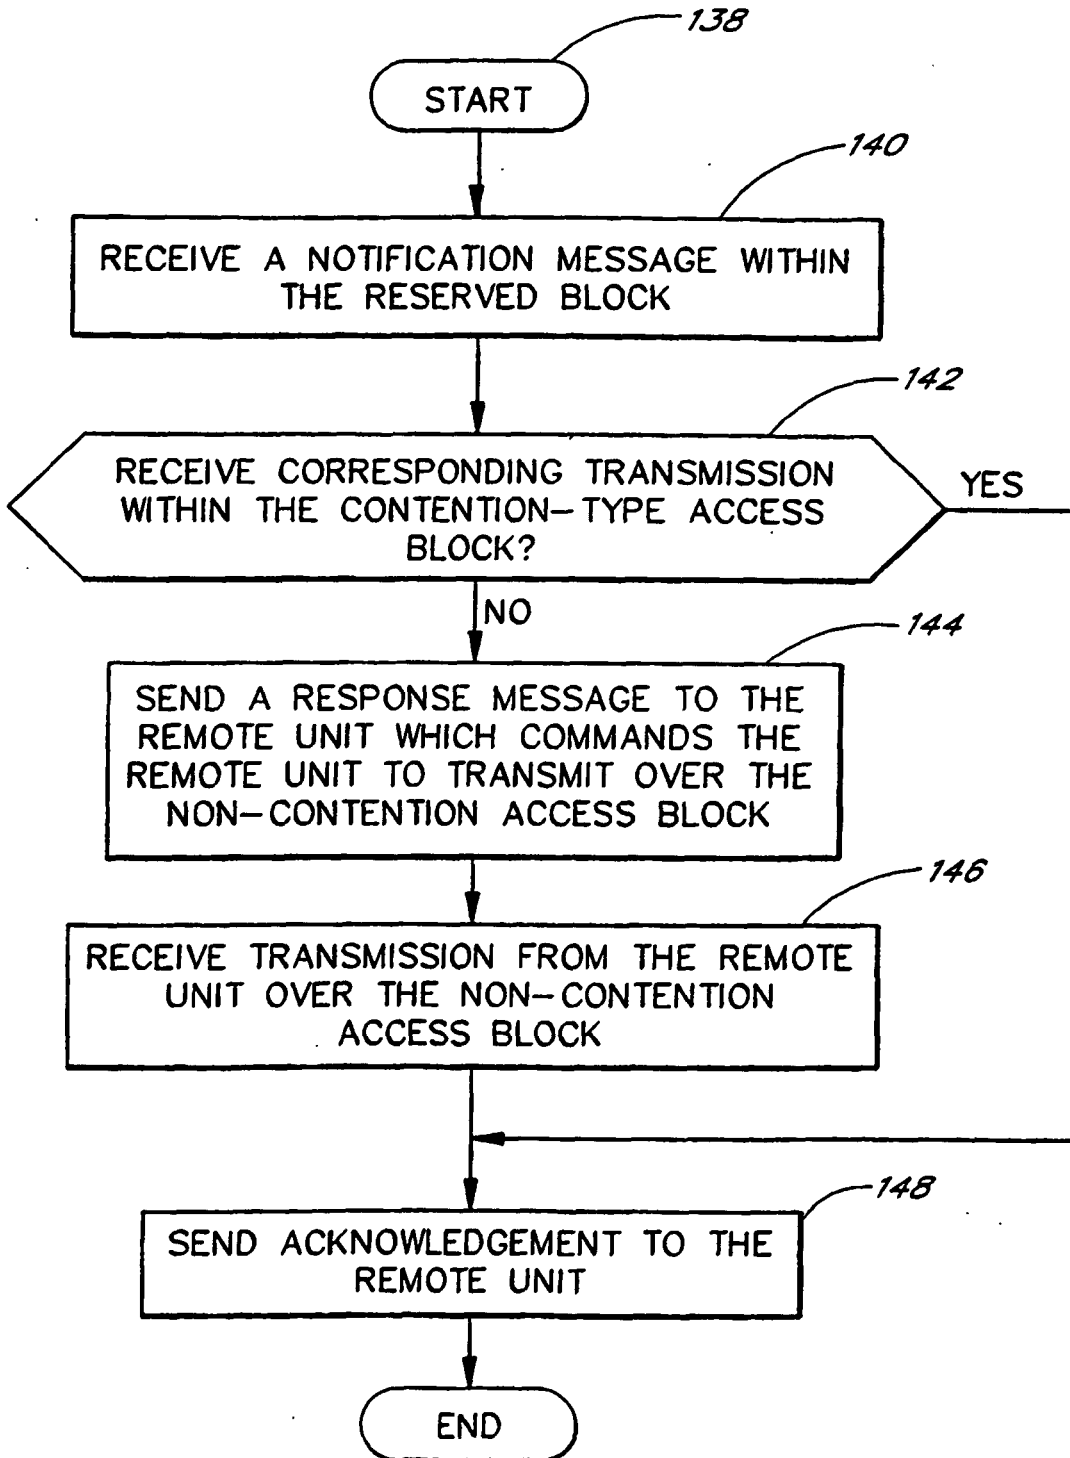 138
START
140
RECEIVE A NOTIFICATION MESSAGE WITHIN
THE RESERVED BLOCK
142
RECEIVE CORRESPONDING TRANSMISSION
WITHIN THE CONTENTION-TYPE ACCESS
BLOCK?
YES
NO
144
SEND A RESPONSE MESSAGE TO THE
REMOTE UNIT WHICH COMMANDS THE
REMOTE UNIT TO TRANSMIT OVER THE
NON-CONTENTION ACCESS BLOCK
146
RECEIVE TRANSMISSION FROM THE REMOTE
UNIT OVER THE NON-CONTENTION
ACCESS BLOCK
148
SEND ACKNOWLEDGEMENT TO THE
REMOTE UNIT
END